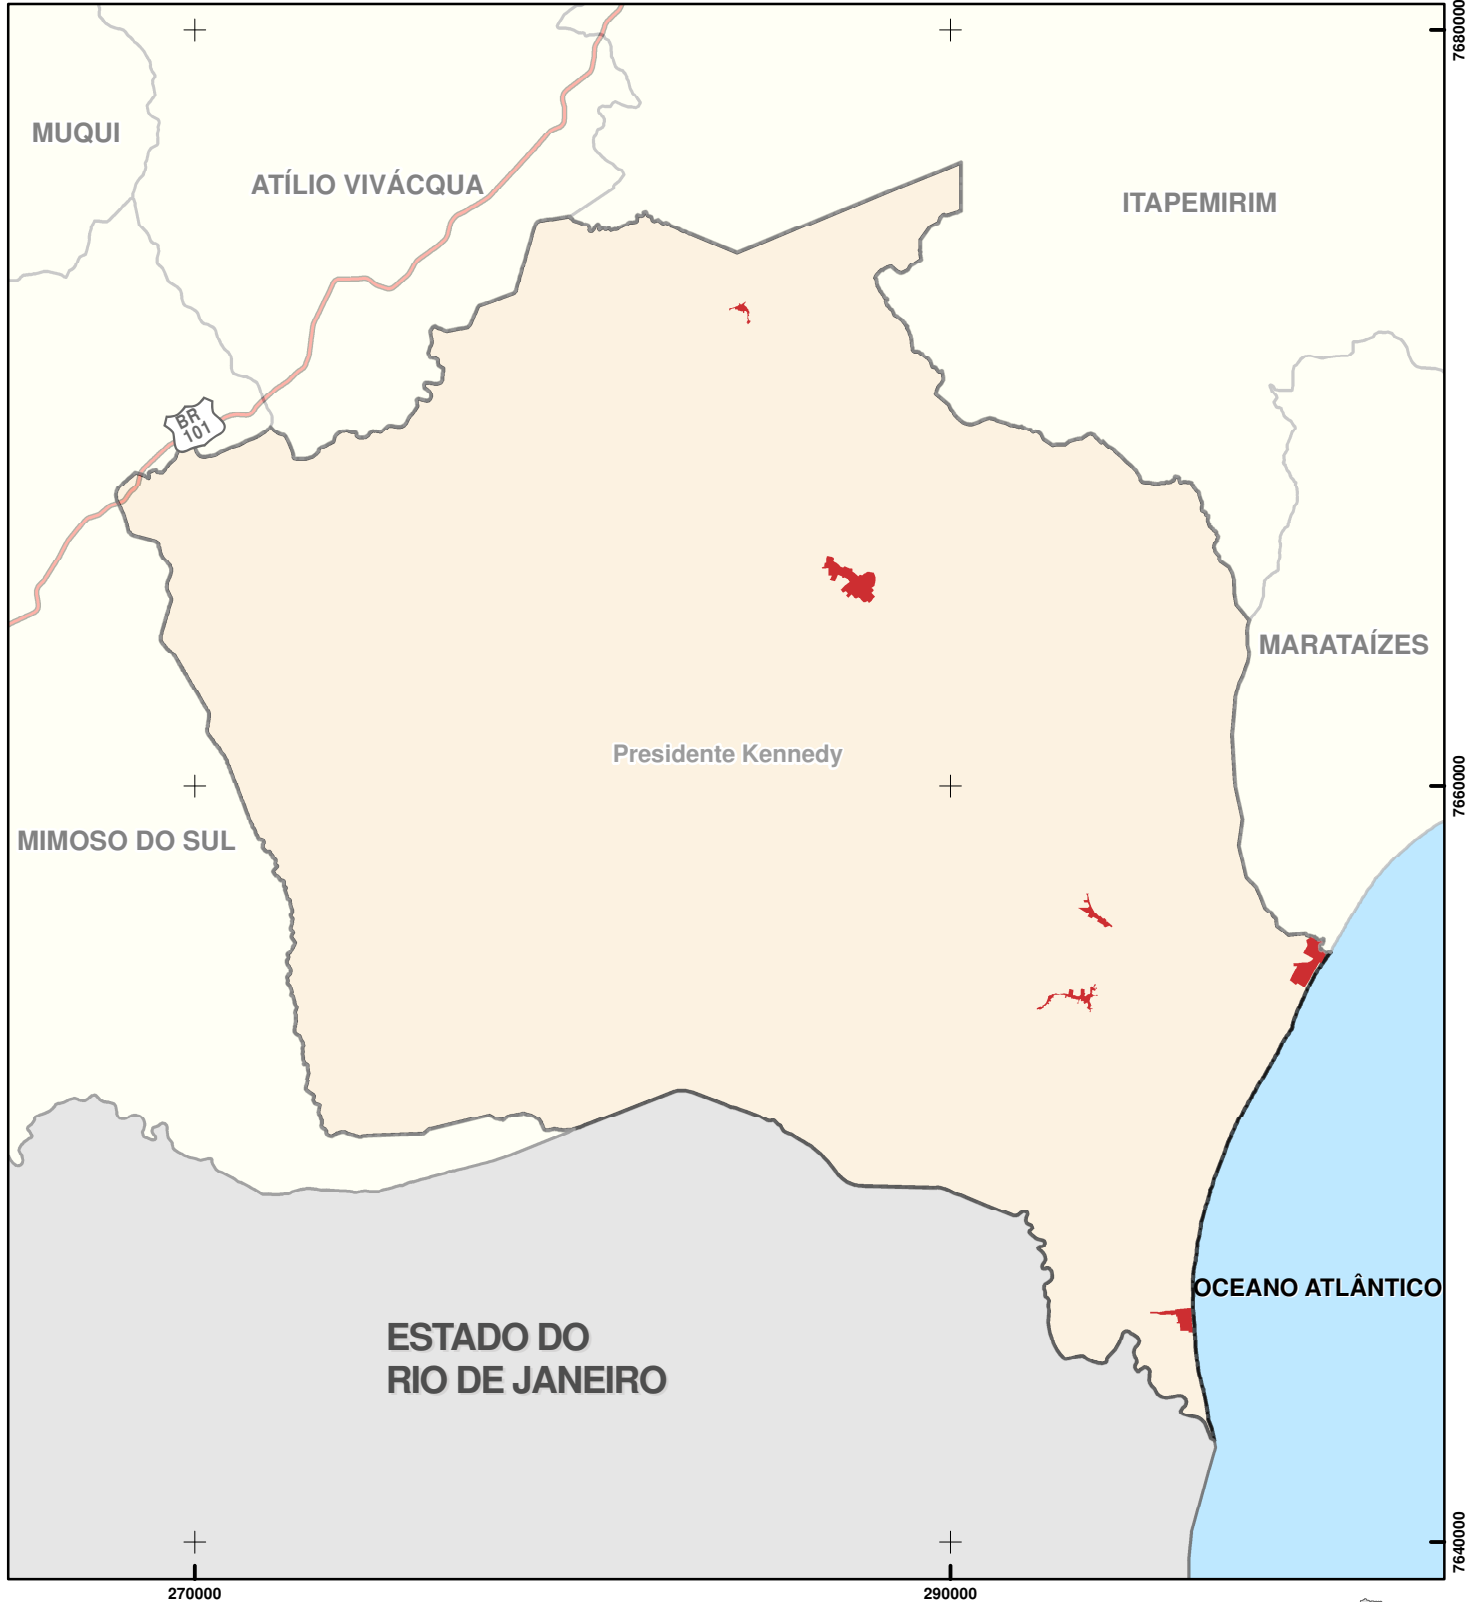 7680000
MUQUI
ATÍLIO VIVÁCQUA
ITAPEMIRIM
BR
101
MARATAÍZES
Presidente Kennedy
7660000
MIMOSO DO SUL
OCEANO ATLÂNTICO
ESTADO DO
RIO DE JANEIRO
7640000
270000
290000